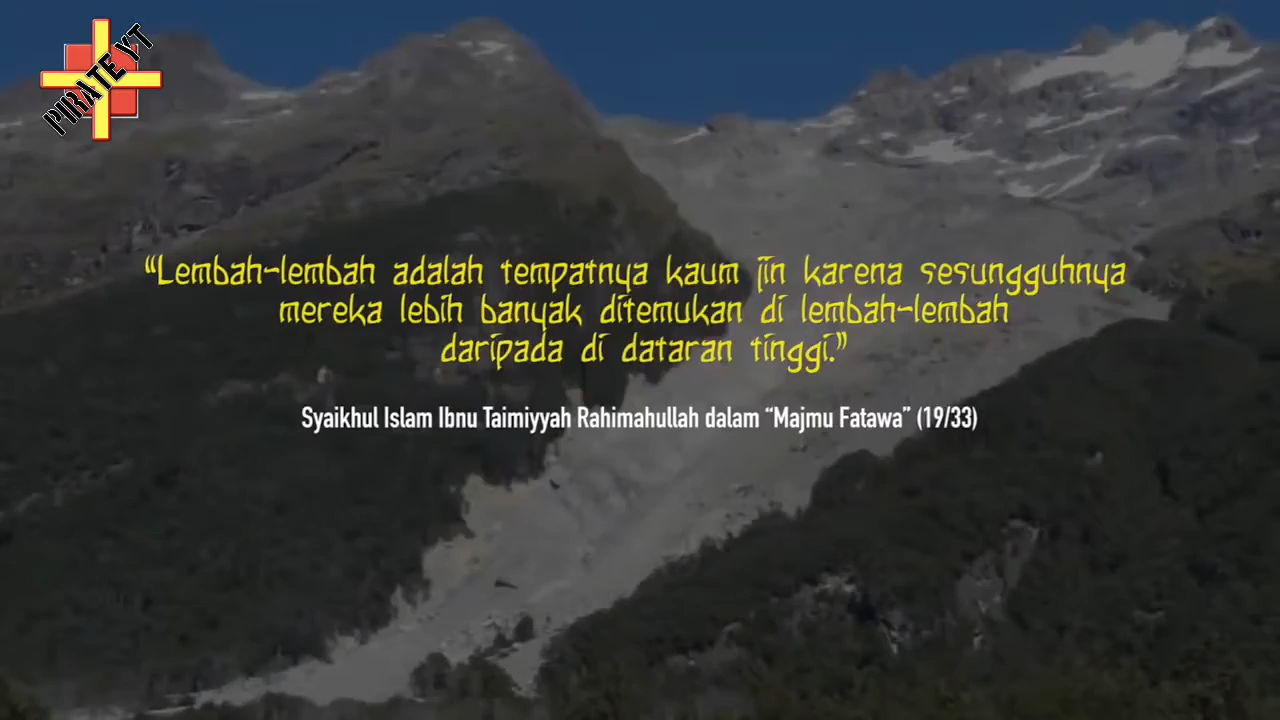 PIRATE YT
“Lembah-lembah adalah tempatnya kaum jin karena sesungguhnya
mereka lebih banyak ditemukan di lembah-lembah
daripada di dataran tinggi.”
Syaikhul Islam Ibnu Taimiyyah Rahimahullah dalam “Majmu Fatawa” (19/33)